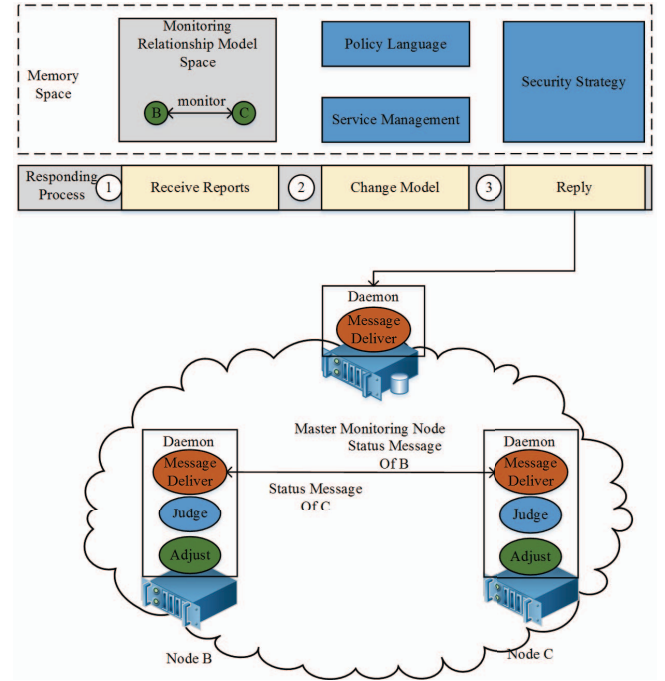 Monitoring
Relationship Model
Space
Memory
Space
B
monitor
C
Policy Language
Service Management
Security Strategy
Responding
Process
1
Receive Reports
2
Change Model
3
Reply
Daemon
Message
Deliver
Master Monitoring Node
Status Message
Of B
Status Message
Of C
Daemon
Message
Deliver
Judge
Adjust
Node B
Daemon
Message
Deliver
Judge
Adjust
Node C